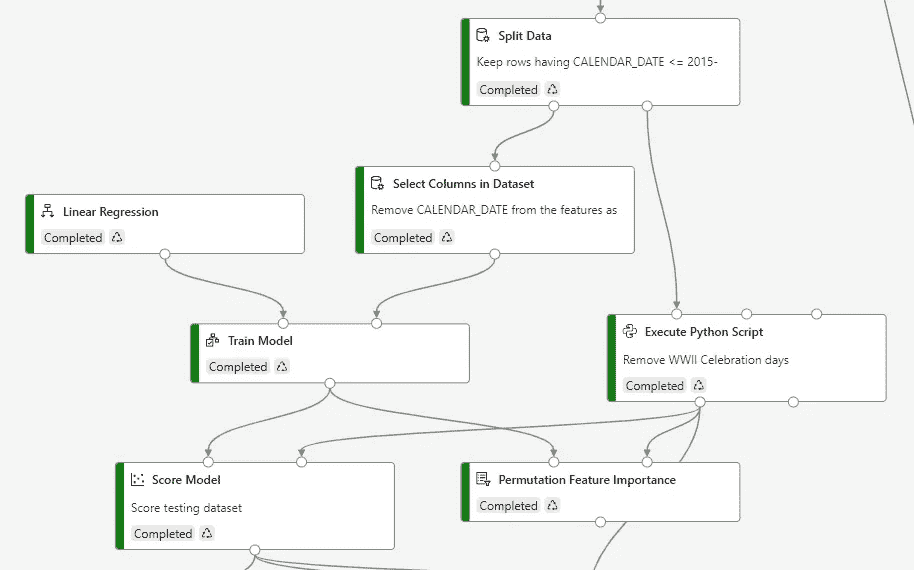 Split Data
Keep rows having CALENDAR_DATE <= 2015-
Completed
Select Columns in Dataset
Remove CALENDAR_DATE from the features as
Completed
Linear Regression
Completed
Train Model
Completed
Execute Python Script
Remove WWII Celebration days
Completed
Score Model
Score testing dataset
Completed
Permutation Feature Importance
Completed